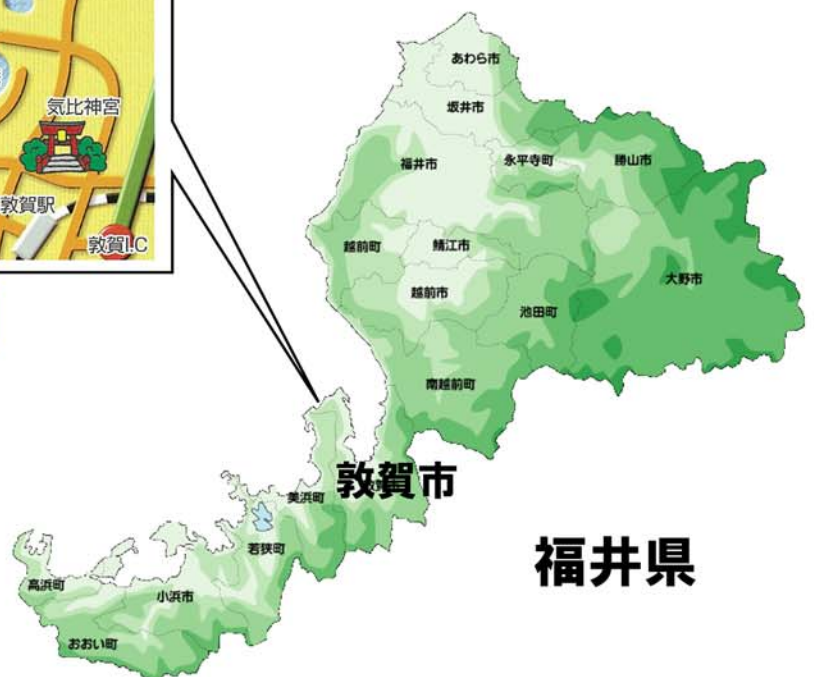 気比神宮
敦賀駅
敦賀I.C
あわら市
坂井市
福井市
永平寺町
勝山市
越前町
鯖江市
越前市
大野市
池田町
南越前町
敦賀市
美浜町
若狭町
福井県
高浜町
小浜市
おおい町